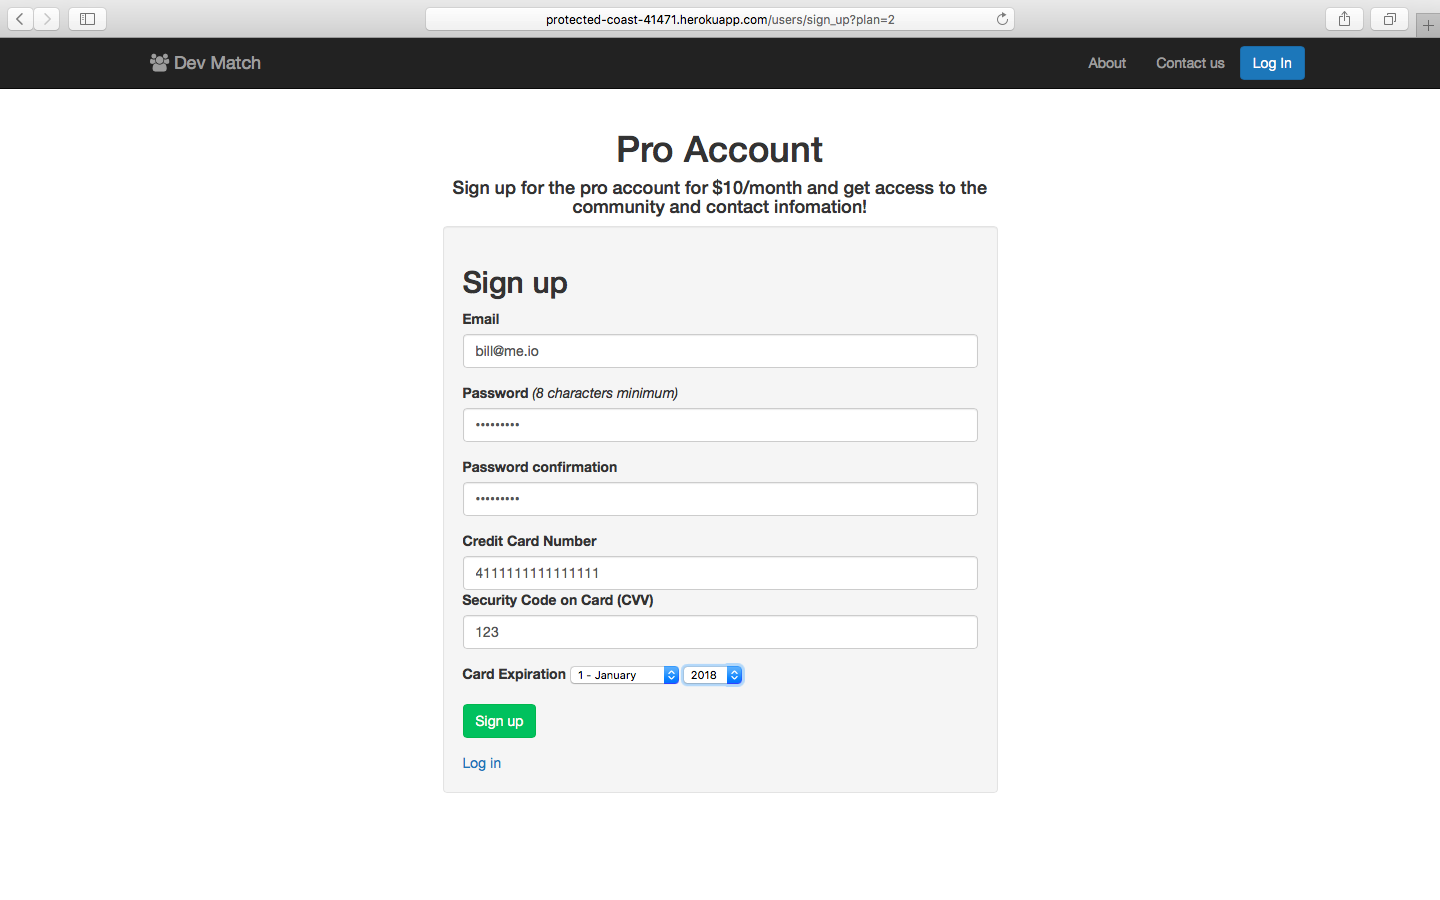 protected-coast-41471.herokuapp.com/users/sign_up?plan=2
Dev Match
About
Contact us
Log In
Pro Account
Sign up for the pro account for $10/month and get access to the
community and contact infomation!
Sign up
Email
bill@me.io
Password (8 characters minimum)
•••••••••
Password confirmation
•••••••••
Credit Card Number
4111111111111111
Security Code on Card (CVV)
123
Card Expiration 1 - January 2018
Sign up
Log in